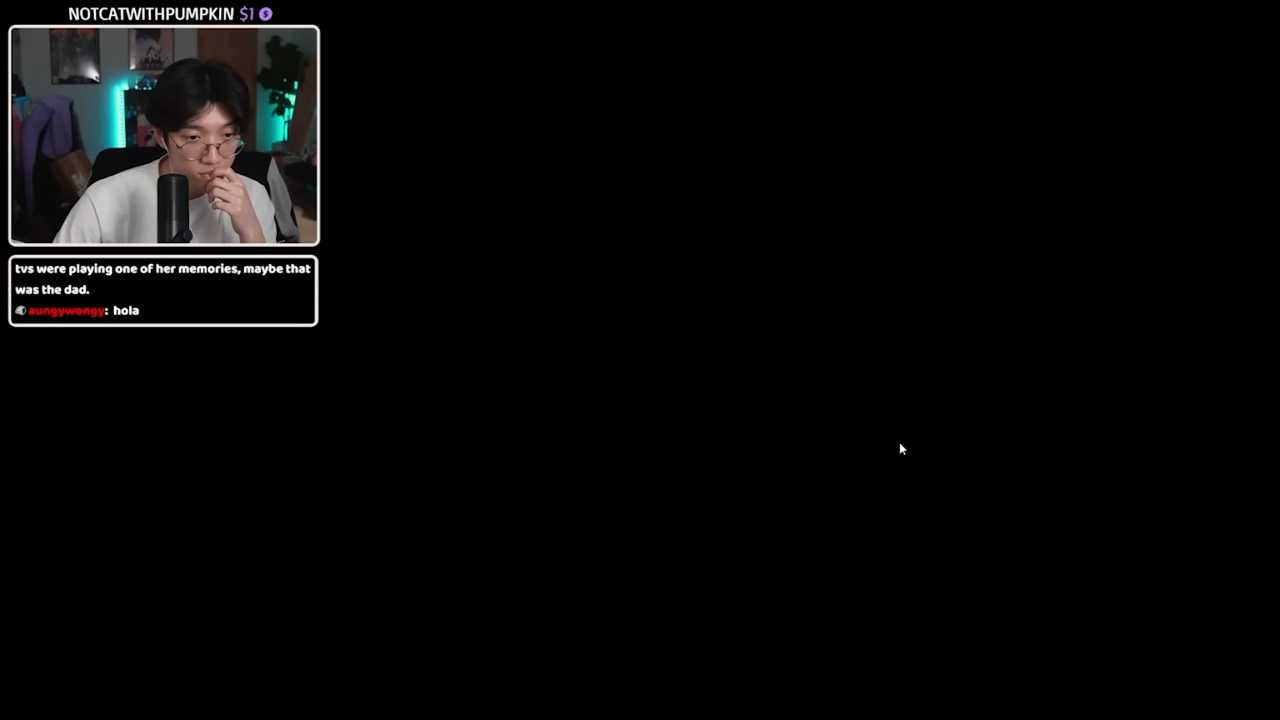 NOTCATWITHPUMPKIN $1
tvs were playing one of her memories, maybe that
was the dad.
aungywongy: hola